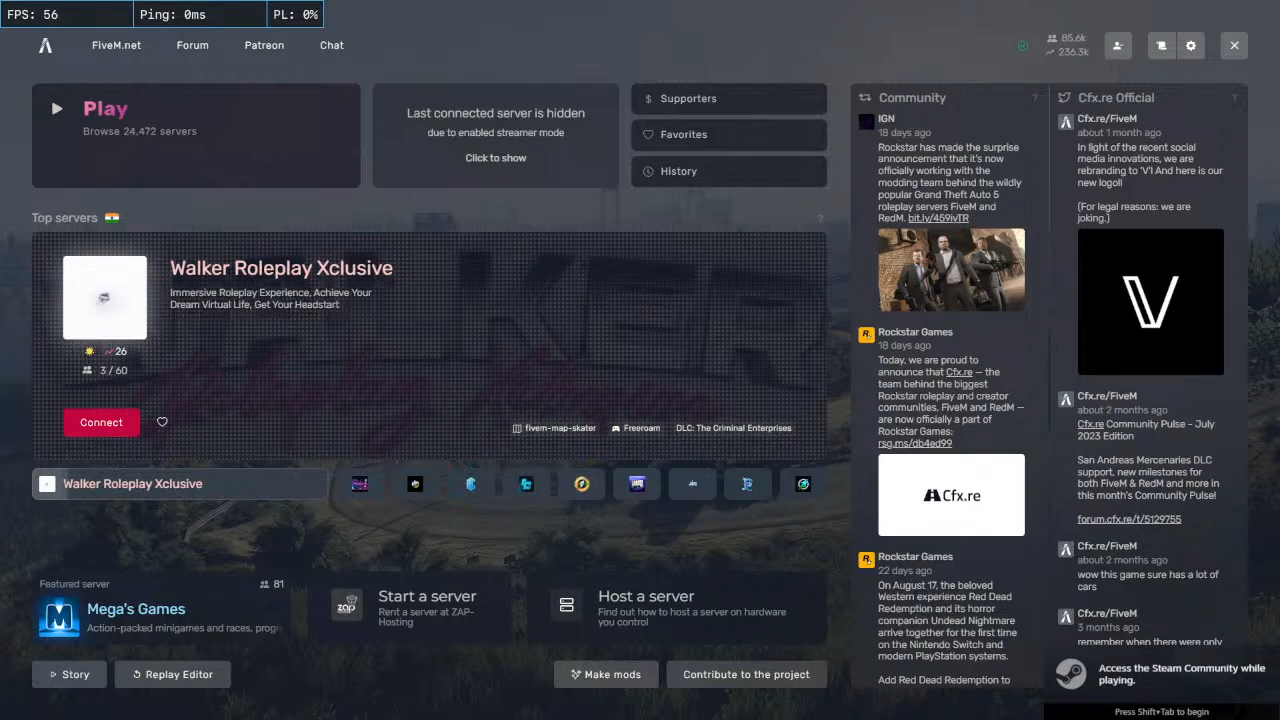 FPS: 56
Ping: 0ms
PL: 0%
FiveM.net
Forum
Patreon
Chat
85.6k
236.3k
Play
Browse 24,472 servers
Last connected server is hidden
due to enabled streamer mode
Click to show
$ Supporters
Favorites
History
Top servers
?
Walker Roleplay Xclusive
Immersive Roleplay Experience, Achieve Your
Dream Virtual Life, Get Your Headstart
26
3 / 60
Connect
fivem-map-skater
Freeroam
DLC: The Criminal Enterprises
Walker Roleplay Xclusive
Featured server
81
Mega's Games
Action-packed minigames and races, progr
zap
Start a server
Rent a server at ZAP-
Hosting
Host a server
Find out how to host a server on hardware
you control
Story
Replay Editor
Make mods
Contribute to the project
Community
?
IGN
18 days ago
Rockstar has made the surprise
announcement that it's now
officially working with the
modding team behind the wildly
popular Grand Theft Auto 5
roleplay servers FiveM and
RedM. bit.ly/459iyTR
Rockstar Games
18 days ago
Today, we are proud to
announce that Cfx.re — the
team behind the biggest
Rockstar roleplay and creator
communities, FiveM and RedM —
are now officially a part of
Rockstar Games:
rsg.ms/db4ed99
Cfx.re
Rockstar Games
22 days ago
On August 17, the beloved
Western experience Red Dead
Redemption and its horror
companion Undead Nightmare
arrive together for the first time
on the Nintendo Switch and
modern PlayStation systems.
Add Red Dead Redemption to
Cfx.re Official
?
Cfx.re/FiveM
about 1 month ago
In light of the recent social
media innovations, we are
rebranding to 'V'! And here is our
new logo!!
(For legal reasons: we are
joking.)
V
Cfx.re/FiveM
about 2 months ago
Cfx.re Community Pulse - July
2023 Edition
San Andreas Mercenaries DLC
support, new milestones for
both FiveM & RedM and more in
this month's Community Pulse!
forum.cfx.re/t/5129755
Cfx.re/FiveM
about 2 months ago
wow this game sure has a lot of
cars
Cfx.re/FiveM
3 months ago
remember when there were only
Access the Steam Community while
playing.
Press Shift+Tab to begin